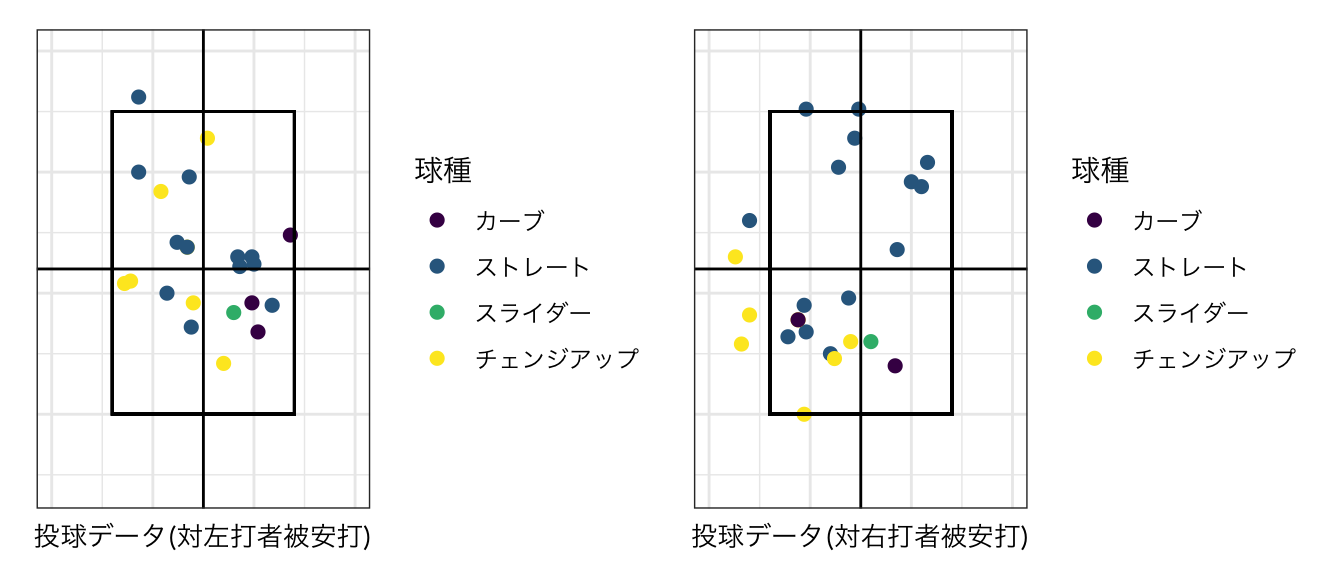 球種
カーブ
ストレート
スライダー
チェンジアップ
投球データ(対左打者被安打)
球種
カーブ
ストレート
スライダー
チェンジアップ
投球データ(対右打者被安打)